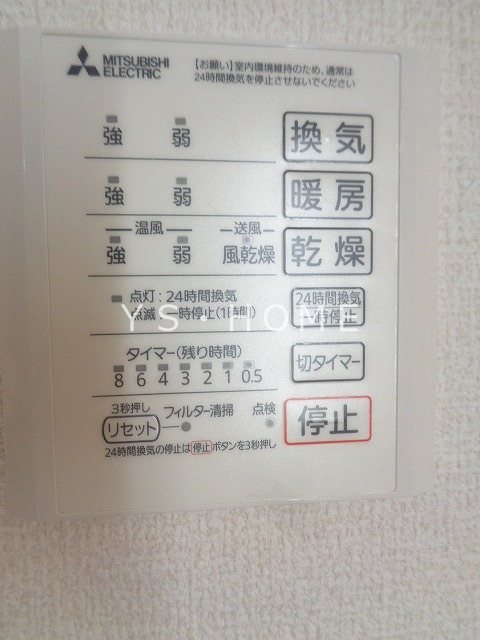 MITSUBISHI
ELECTRIC
【お願い】室内環境維持のため、通常は
24時間換気を停止させないでください
強 弱 換気
強 弱 暖房
温風 送風
強 弱 風乾燥 乾燥
点灯:24時間換気
点滅:一時停止(1時間)
24時間換気
一時停止
YS HOME
タイマー(残り時間)
8 6 4 3 2 1 0.5
切タイマー
3秒押し
リセット フィルター清掃 点検
停止
24時間換気の停止は停止ボタンを3秒押し